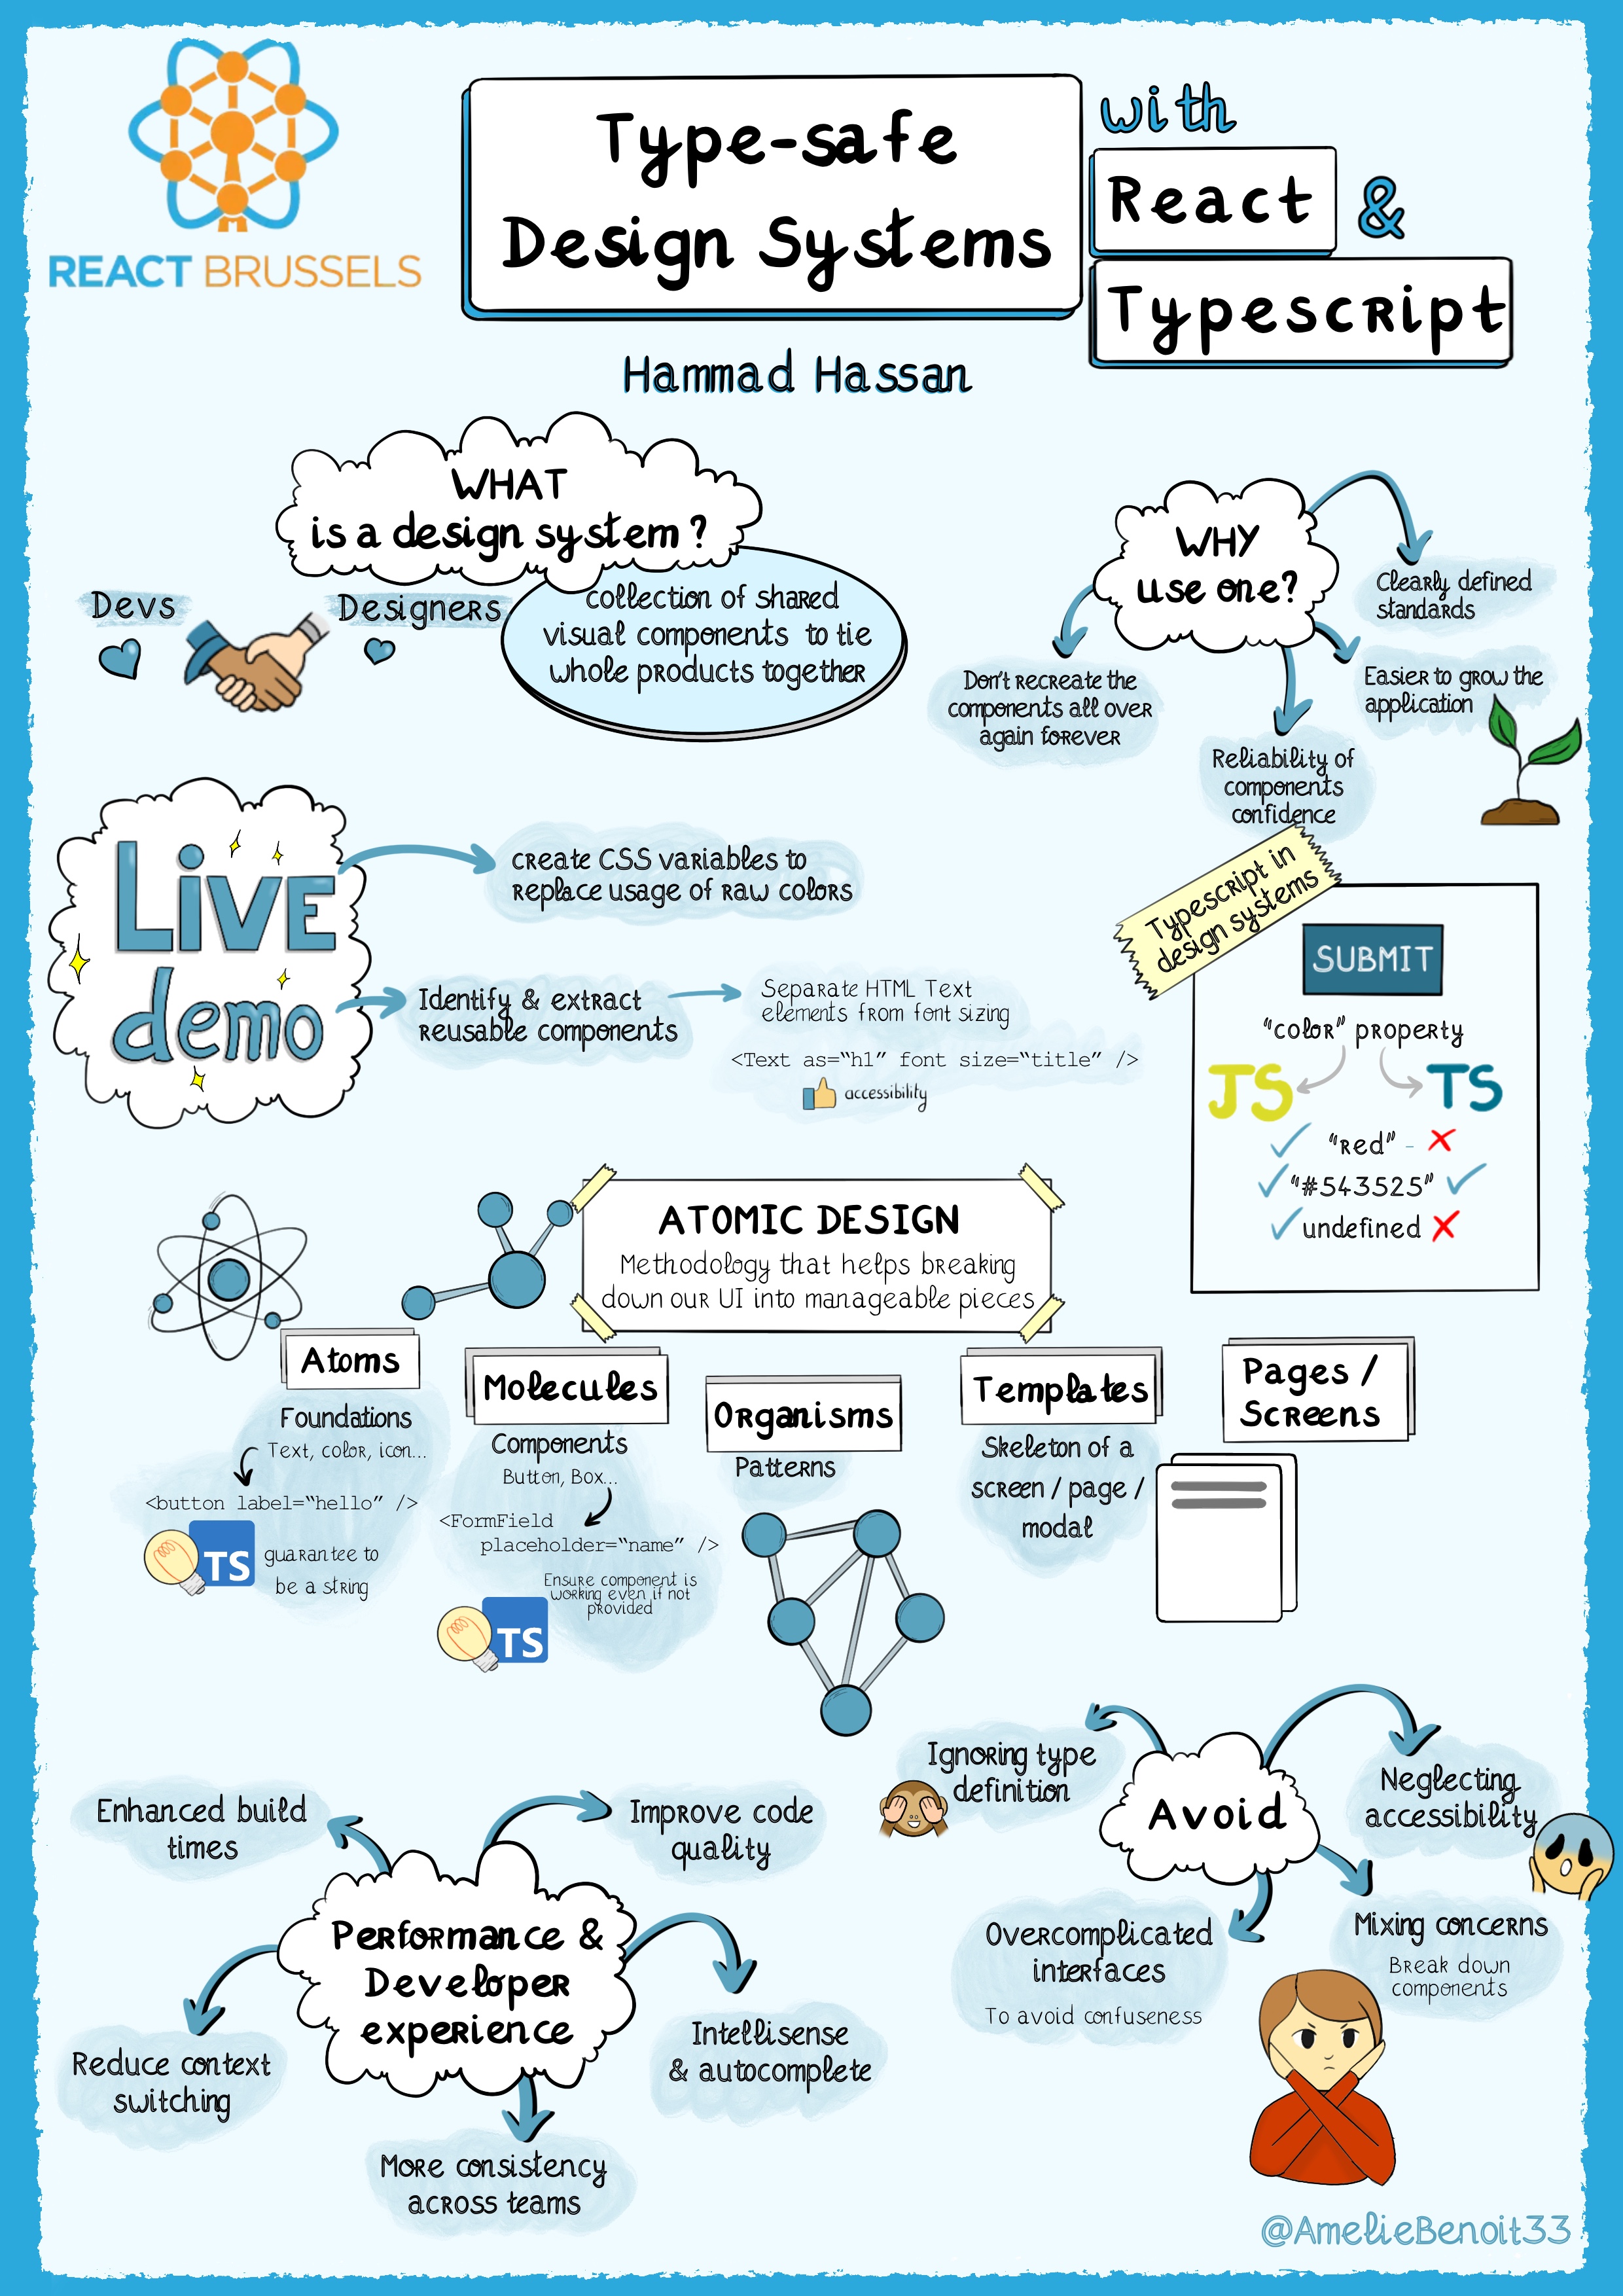 REACT BRUSSELS
Type-safe
Design Systems
with
React &
Typescript
Hammad Hassan
WHAT
is a design system ?
Devs
Designers
collection of shared
visual components to tie
whole products together
WHY
use one?
Clearly defined
standards
Easier to grow the
application
Reliability of
components
confidence
Don't recreate the
components all over
again forever
Live
demo
create CSS variables to
replace usage of raw colors
Identify & extract
reusable components
Separate HTML Text
elements from font sizing
<Text as="h1" font size="title" />
accessibility
Typescript in
design systems
SUBMIT
"color" property
JS
TS
"red" -
"#543525"
undefined
ATOMIC DESIGN
Methodology that helps breaking
down our UI into manageable pieces
Atoms
Foundations
Text, color, icon...
<button label="hello" />
TS
guarantee to
be a string
Molecules
Components
Button, Box...
<FormField
placeholder="name" />
Ensure component is
working even if not
provided
TS
Organisms
Patterns
Templates
Skeleton of a
screen / page /
modal
Pages /
Screens
Performance &
Developer
experience
Enhanced build
times
Improve code
quality
Intellisense
& autocomplete
More consistency
across teams
Reduce context
switching
Avoid
Ignoring type
definition
Neglecting
accessibility
Mixing concerns
Break down
components
Overcomplicated
interfaces
To avoid confuseness
@AmelieBenoit33